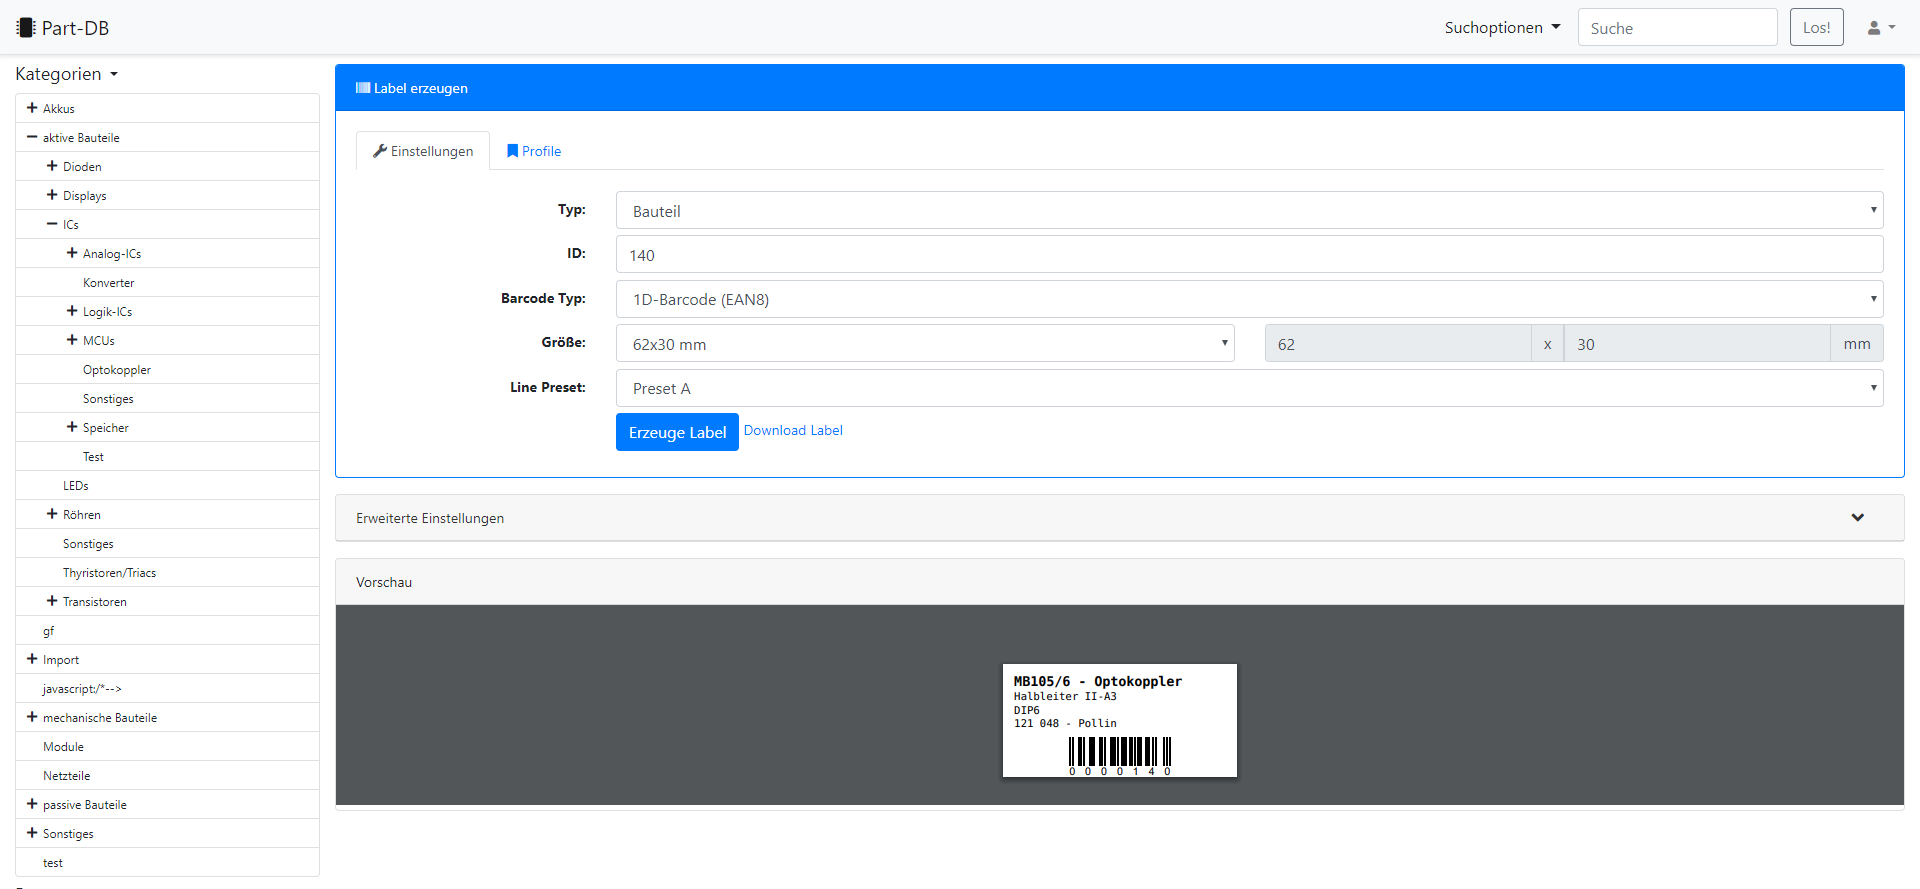 Part-DB
Suchoptionen
Suche
Los!
Kategorien
Akkus
aktive Bauteile
Dioden
Displays
ICs
Analog-ICs
Konverter
Logik-ICs
MCUs
Optokoppler
Sonstiges
Speicher
Test
LEDs
Röhren
Sonstiges
Thyristoren/Triacs
Transistoren
gf
Import
javascript:/*-->
mechanische Bauteile
Module
Netzteile
passive Bauteile
Sonstiges
test
Label erzeugen
Einstellungen Profile
Typ: Bauteil
ID: 140
Barcode Typ: 1D-Barcode (EAN8)
Größe: 62x30 mm 62 x 30 mm
Line Preset: Preset A
Erzeuge Label Download Label
Erweiterte Einstellungen
Vorschau
MB105/6 - Optokoppler
Halbleiter II-A3
DIP6
121 048 - Pollin
0 0 0 0 1 4 0